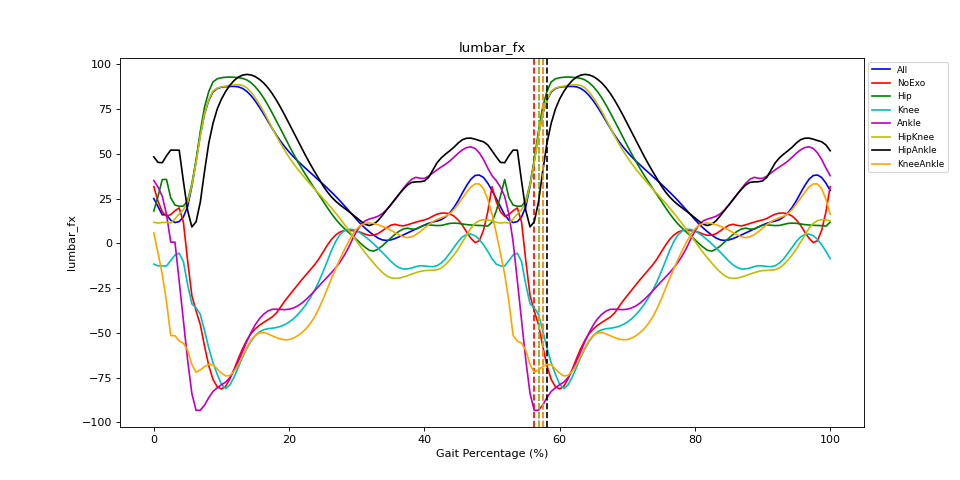 lumbar_fx
lumbar_fx
100
75
50
25
0
−25
−50
−75
−100
0
20
40
60
80
100
Gait Percentage (%)
All
NoExo
Hip
Knee
Ankle
HipKnee
HipAnkle
KneeAnkle